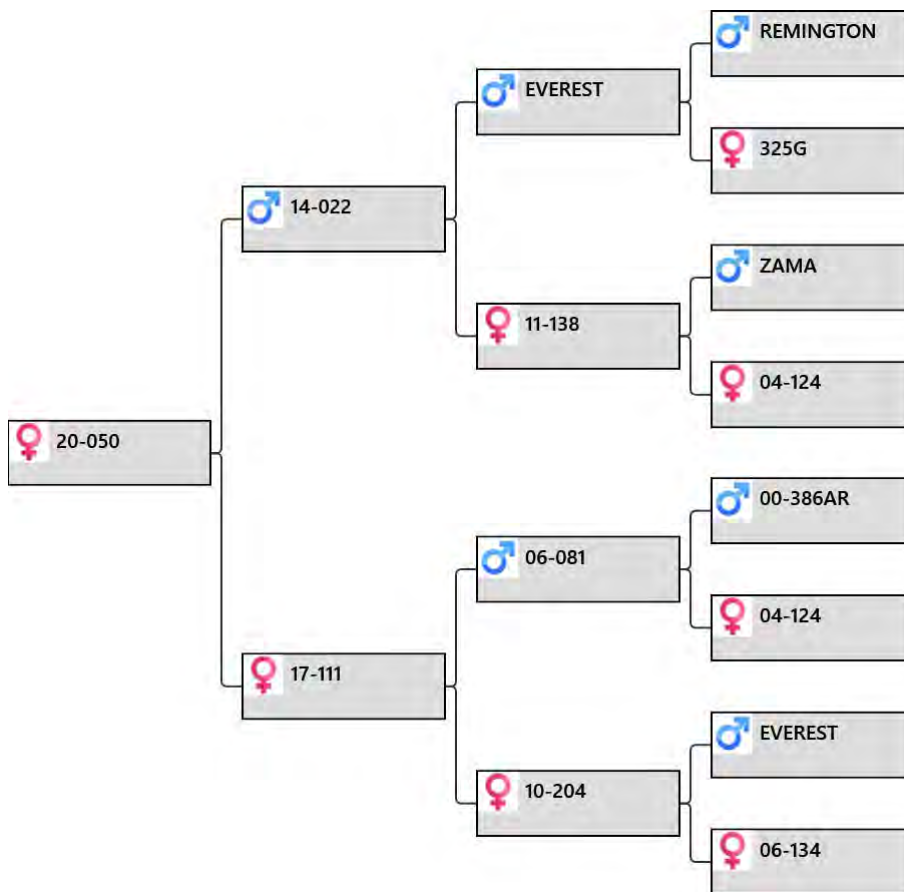 REMINGTON
EVEREST
325G
14-022
ZAMA
11-138
04-124
20-050
00-386AR
06-081
04-124
17-111
EVEREST
10-204
06-134